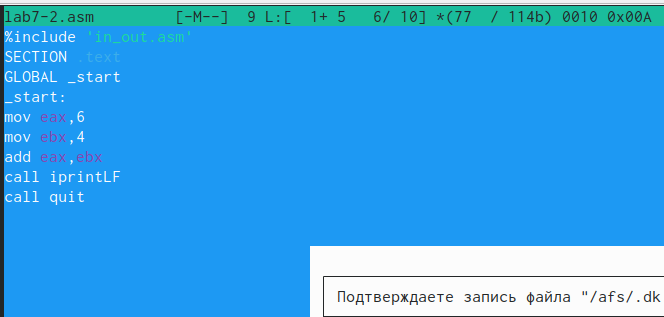 lab7-2.asm [-M--] 9 L:[ 1+ 5 6/ 10] *(77 / 114b) 0010 0x00A
%include 'in_out.asm'
SECTION .text
GLOBAL _start
_start:
mov eax,6
mov ebx,4
add eax,ebx
call iprintLF
call quit
Подтверждаете запись файла "/afs/.dk